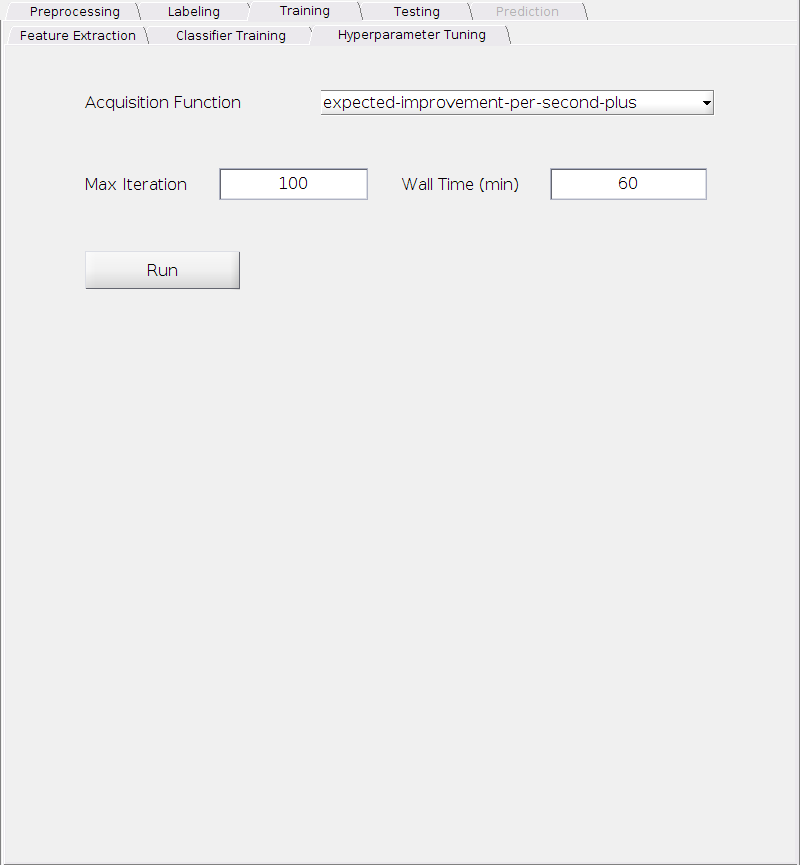 Preprocessing Labeling Training Testing Prediction
Feature Extraction Classifier Training Hyperparameter Tuning
Acquisition Function expected-improvement-per-second-plus
Max Iteration 100 Wall Time (min) 60
Run